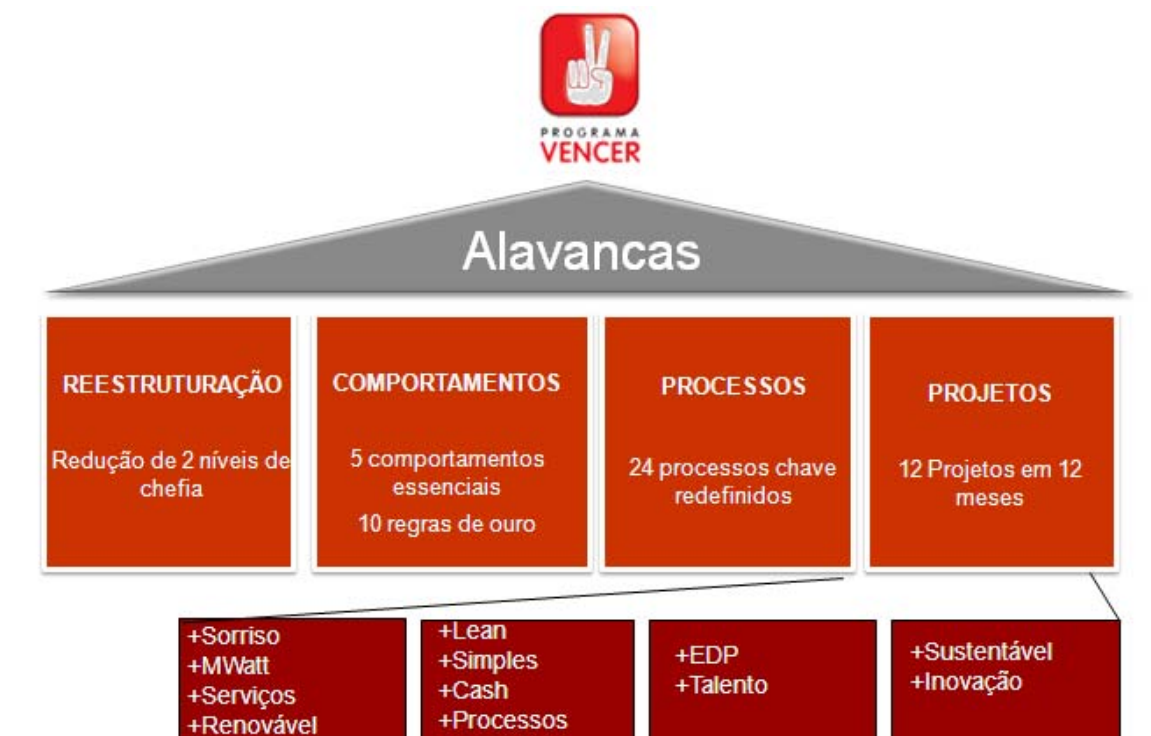 PROGRAMA
VENCER
Alavancas
REESTRUTURAÇÃO
Redução de 2 níveis de
chefia
COMPORTAMENTOS
5 comportamentos
essenciais
10 regras de ouro
PROCESSOS
24 processos chave
redefinidos
PROJETOS
12 Projetos em 12
meses
+Sorriso
+MWatt
+Serviços
+Renovável
+Lean
+Simples
+Cash
+Processos
+EDP
+Talento
+Sustentável
+Inovação